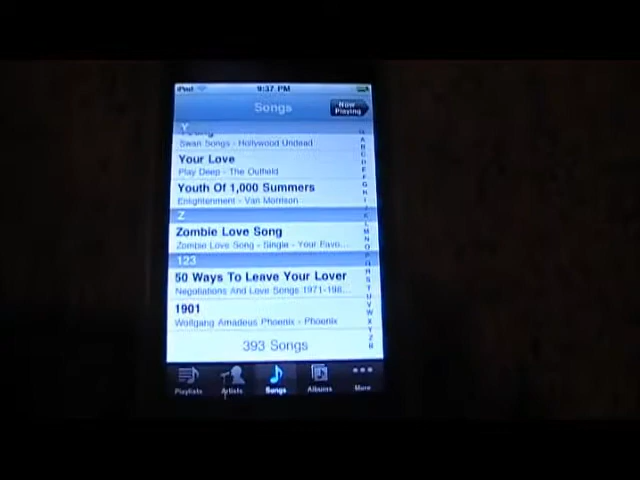 iPod 9:37 PM
Songs
Now Playing
Y
Young
Swan Songs - Hollywood Undead
Your Love
Play Deep - The Outfield
Youth Of 1,000 Summers
Enlightenment - Van Morrison
Z
Zombie Love Song
Zombie Love Song - Single - Your Favo...
123
50 Ways To Leave Your Lover
Negotiations And Love Songs 1971-198...
1901
Wolfgang Amadeus Phoenix - Phoenix
393 Songs
Playlists Artists Songs Albums More